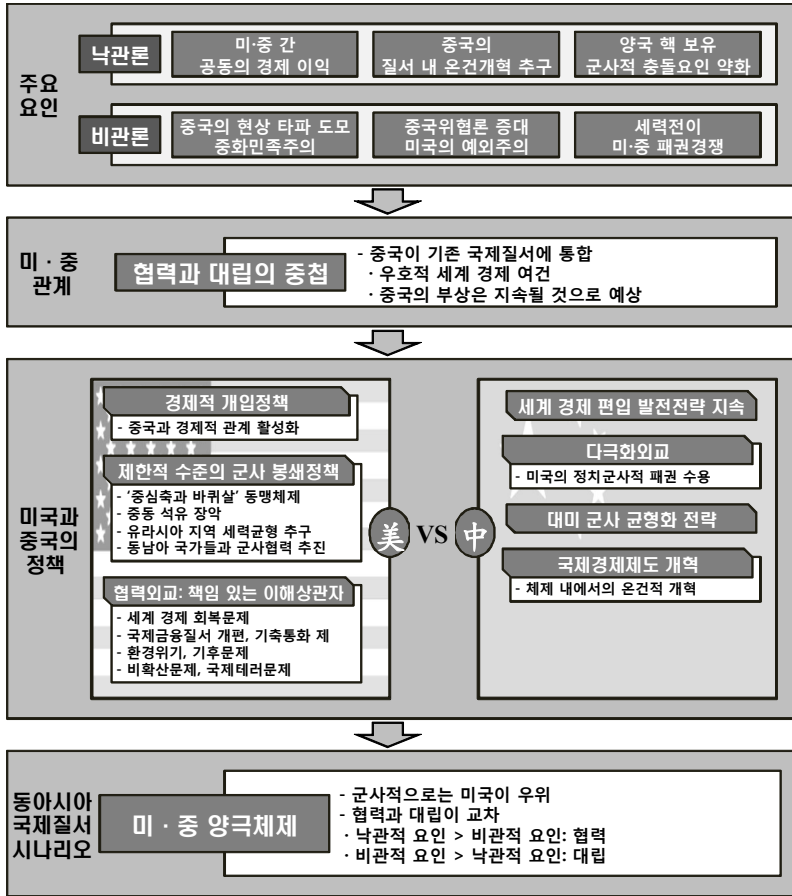 주요
요인
낙관론
미·중 간
공동의 경제 이익
중국의
질서 내 온건개혁 추구
양국 핵 보유
군사적 충돌요인 약화
비관론
중국의 현상 타파 도모
중화민족주의
중국위협론 증대
미국의 예외주의
세력전이
미·중 패권경쟁
미 · 중
관계
협력과 대립의 중첩
- 중국이 기존 국제질서에 통합
· 우호적 세계 경제 여건
· 중국의 부상은 지속될 것으로 예상
미국과
중국의
정책
경제적 개입정책
- 중국과 경제적 관계 활성화
제한적 수준의 군사 봉쇄정책
- ‘중심축과 바퀴살’ 동맹체제
- 중동 석유 장악
- 유라시아 지역 세력균형 추구
- 동남아 국가들과 군사협력 추진
협력외교: 책임 있는 이해상관자
- 세계 경제 회복문제
- 국제금융질서 개편, 기축통화 제
- 환경위기, 기후문제
- 비확산문제, 국제테러문제
美 VS 中
세계 경제 편입 발전전략 지속
다극화외교
- 미국의 정치군사적 패권 수용
대미 군사 균형화 전략
국제경제제도 개혁
- 체제 내에서의 온건적 개혁
동아시아
국제질서
시나리오
미 · 중 양극체제
- 군사적으로는 미국이 우위
- 협력과 대립이 교차
· 낙관적 요인 > 비관적 요인: 협력
· 비관적 요인 > 낙관적 요인: 대립